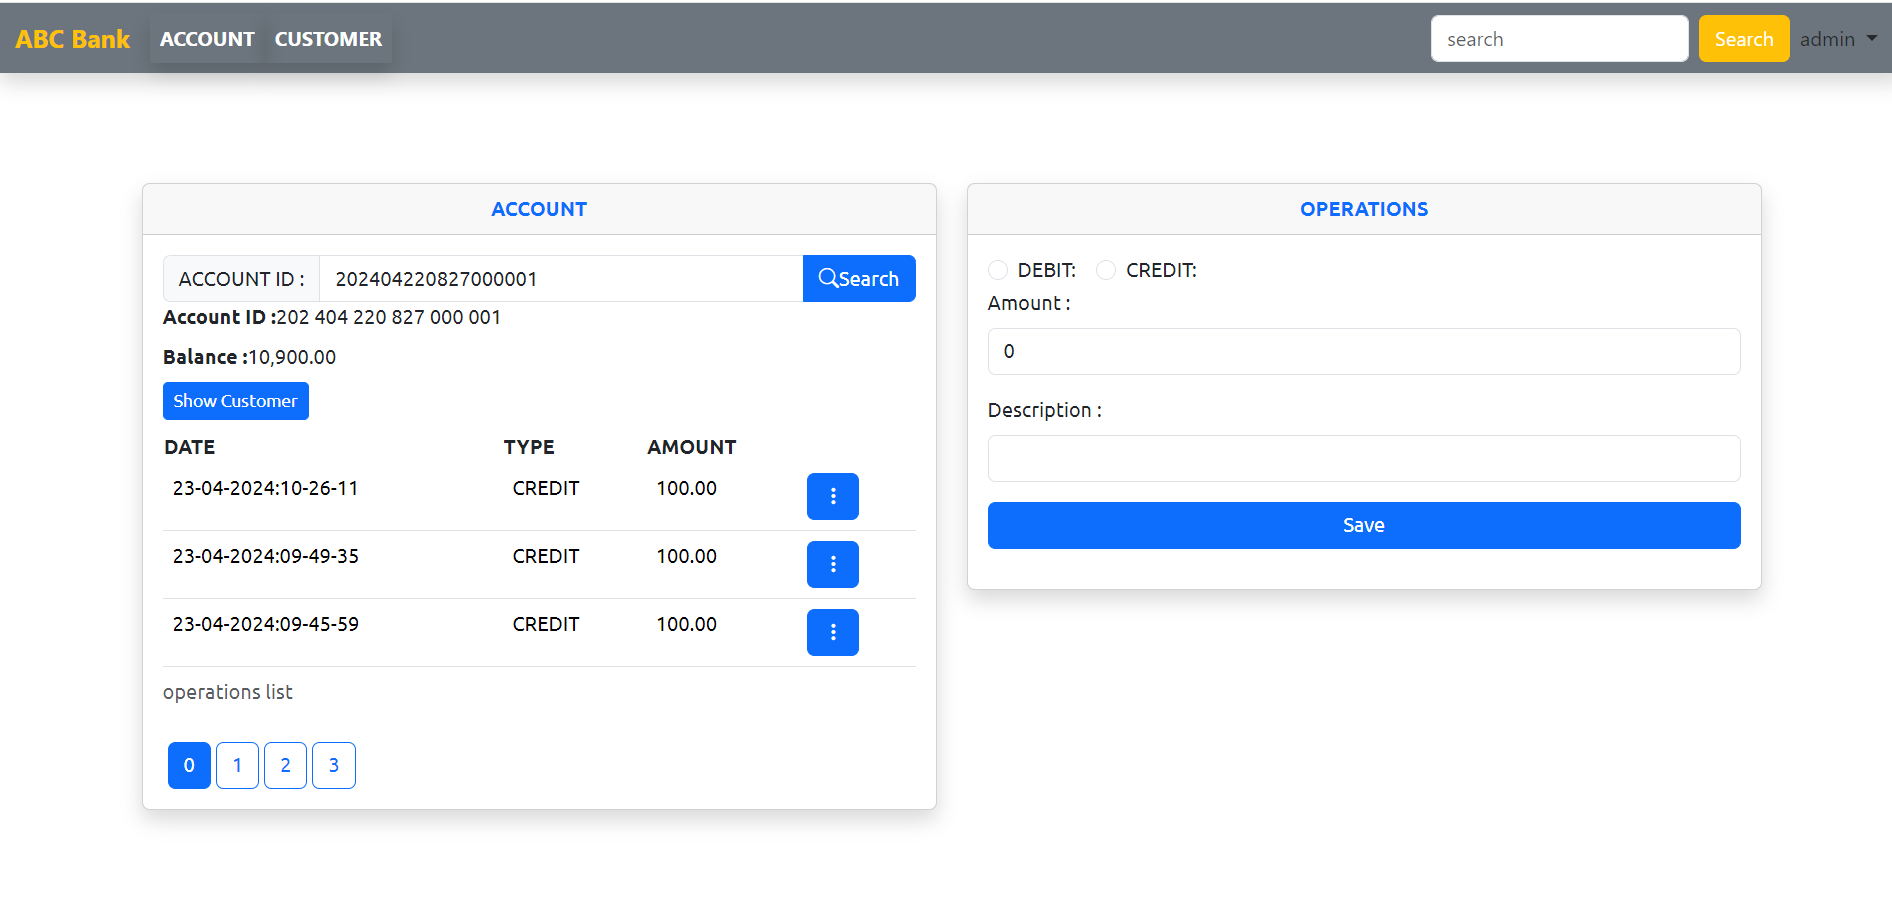 ABC Bank ACCOUNT CUSTOMER search Search admin
ACCOUNT
ACCOUNT ID : 202404220827000001 Search
Account ID :202 404 220 827 000 001
Balance :10,900.00
Show Customer
DATE TYPE AMOUNT
23-04-2024:10-26-11 CREDIT 100.00
23-04-2024:09-49-35 CREDIT 100.00
23-04-2024:09-45-59 CREDIT 100.00
operations list
0 1 2 3
OPERATIONS
DEBIT: CREDIT:
Amount :
0
Description :
Save